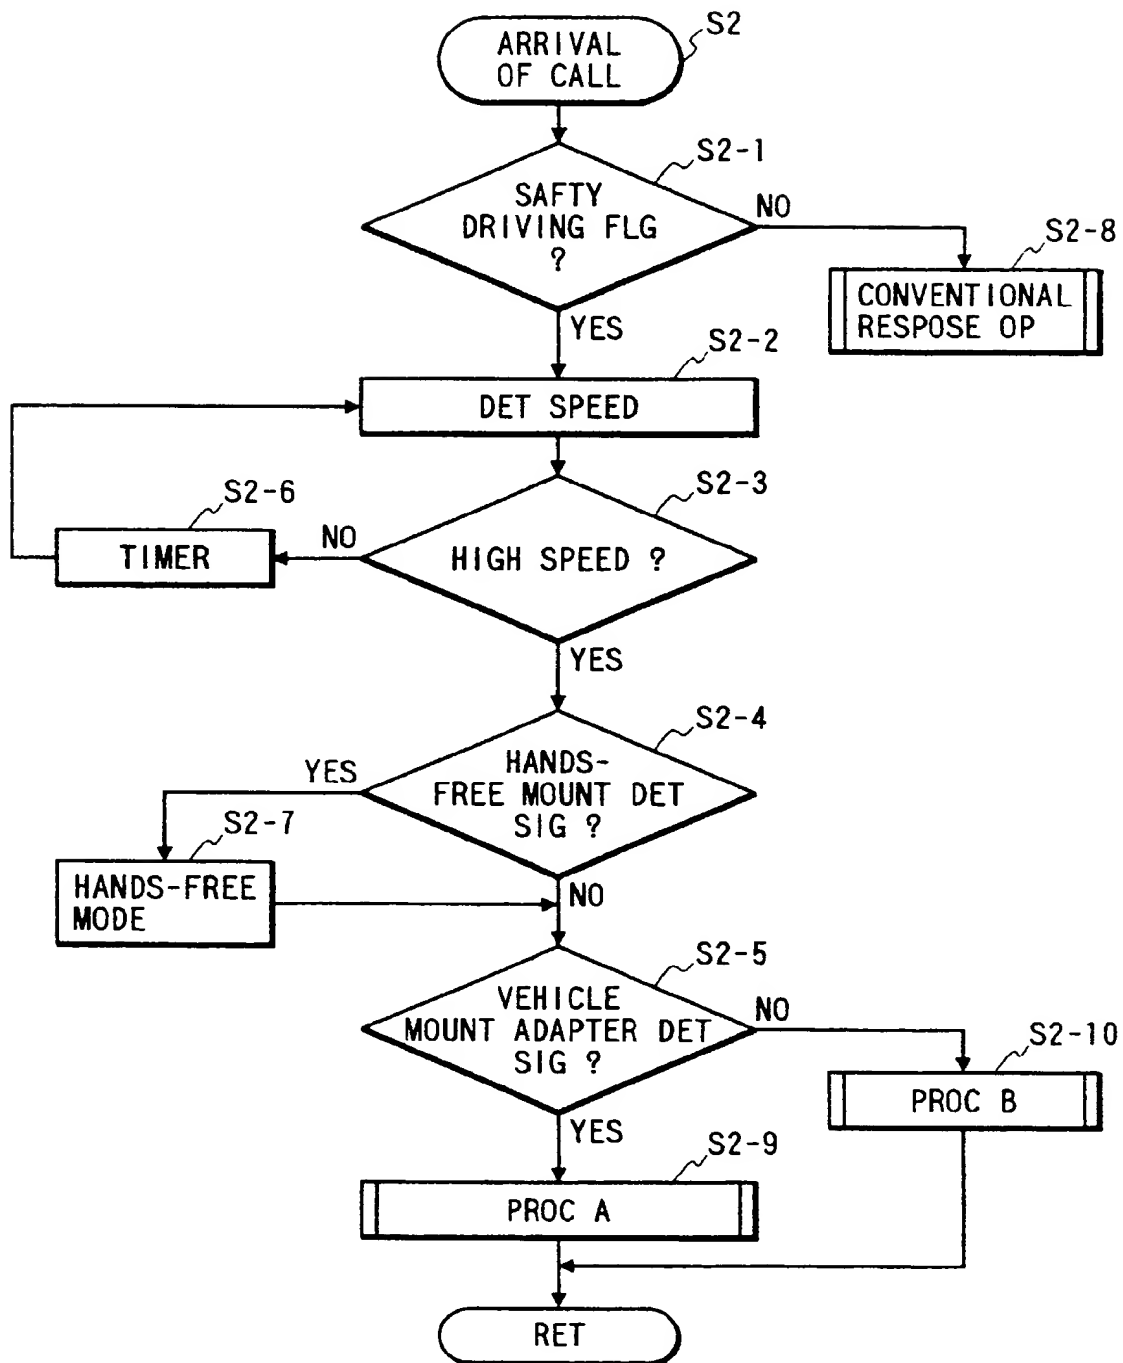 ARRIVAL
OF CALL
S2
S2-1
SAFTY
DRIVING FLG
?
NO
S2-8
CONVENTIONAL
RESPOSE OP
YES
S2-2
DET SPEED
S2-3
S2-6
NO
TIMER
HIGH SPEED ?
YES
S2-4
HANDS-
FREE MOUNT DET
SIG ?
YES
S2-7
HANDS-FREE
MODE
NO
S2-5
VEHICLE
MOUNT ADAPTER DET
SIG ?
NO
S2-10
PROC B
YES
S2-9
PROC A
RET